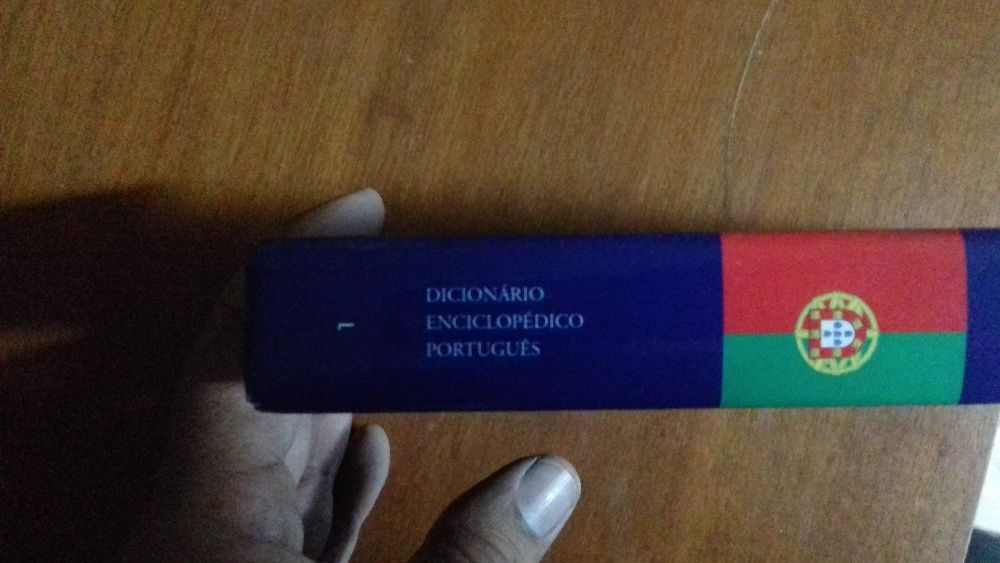 1
DICIONÁRIO
ENCICLOPÉDICO
PORTUGUÊS